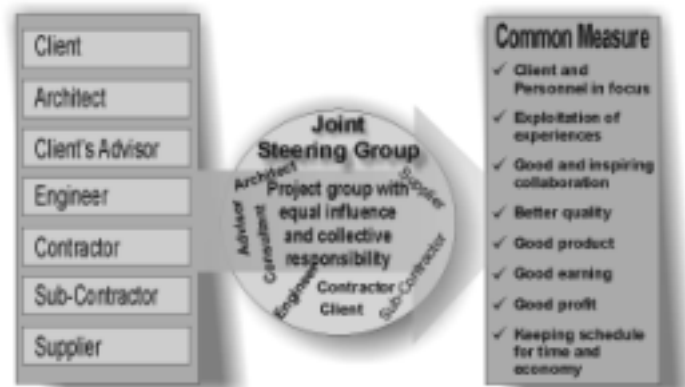 Client
Architect
Client's Advisor
Engineer
Contractor
Sub-Contractor
Supplier
Joint
Steering Group
Architect
Supplier
Advisor
Consultant
Project group with
equal influence
and collective
responsibility
Engineer
Contractor
Client
Sub-Contractor
Common Measure
✓ Client and
Personnel in focus
✓ Exploitation of
experiences
✓ Good and inspiring
collaboration
✓ Better quality
✓ Good product
✓ Good earning
✓ Good profit
✓ Keeping schedule
for time and
economy